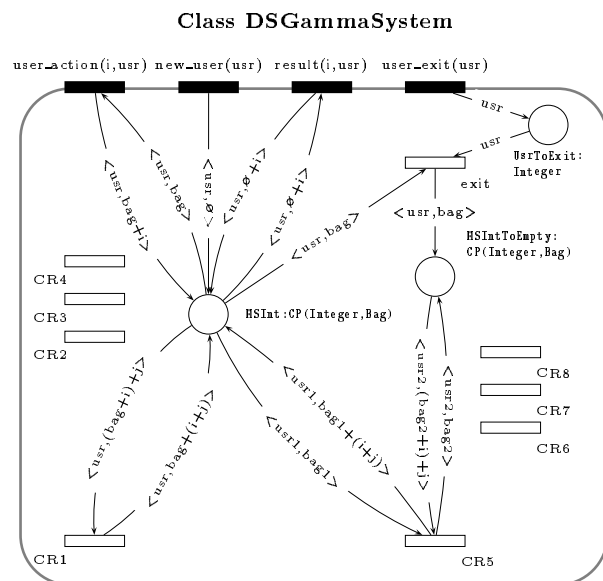 Class DSGammaSystem
user_action(i,usr) new_user(usr) result(i,usr) user_exit(usr)
usr
usr
UsrToExit:
Integer
exit
<usr,bag+i>
<usr,bag>
<usr,ø>
<usr,ø+i>
<usr,ø+i>
<usr,bag>
<usr,bag>
HSIntToEmpty:
CP(Integer,Bag)
CR4
CR3
CR2
HSInt:CP(Integer,Bag)
<usr,(bag+i)+j>
<usr,bag+(i+j)>
<usr1,bag1>
<usr1,bag1+(i+j)>
<usr2,(bag2+i)+j>
<usr2,bag2>
CR8
CR7
CR6
CR1
CR5